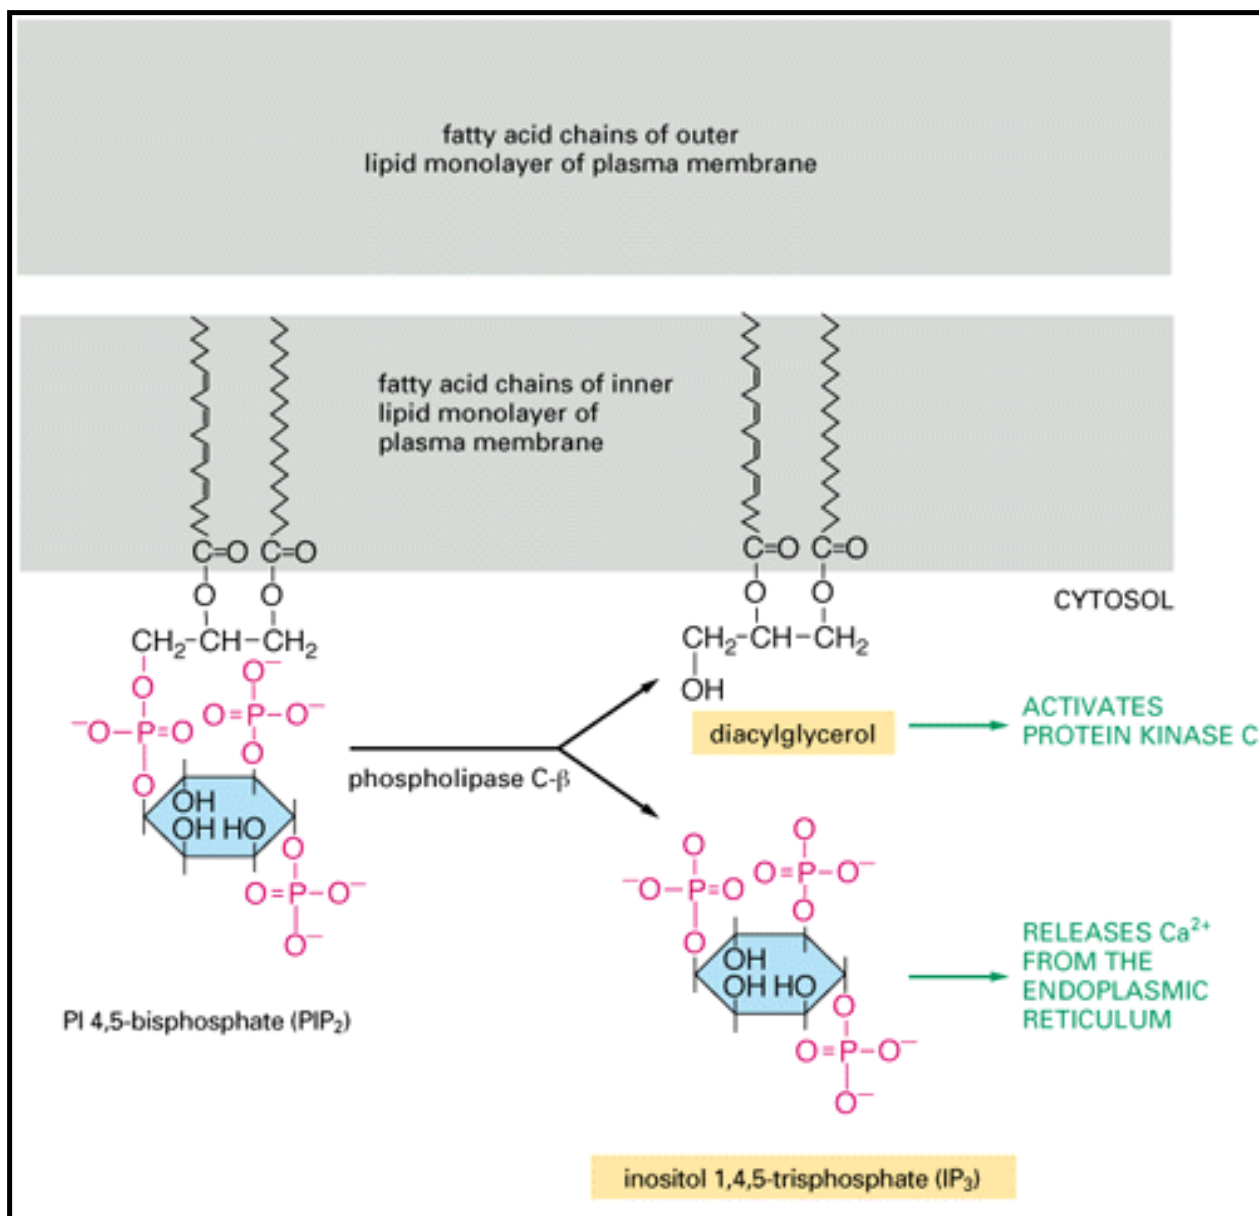 fatty acid chains of outer
lipid monolayer of plasma membrane
fatty acid chains of inner
lipid monolayer of
plasma membrane
C=O C=O
O O
CH₂-CH-CH₂
O
⁻O-P=O
O
O⁻
O=P-O⁻
O
OH
OH HO
O
O=P-O⁻
O⁻
PI 4,5-bisphosphate (PIP₂)
phospholipase C-β
C=O C=O
O O
CYTOSOL
CH₂-CH-CH₂
OH
diacylglycerol
ACTIVATES
PROTEIN KINASE C
O
⁻O-P=O
O
O⁻
O=P-O⁻
O
OH
OH HO
O
O=P-O⁻
O⁻
RELEASES Ca²⁺
FROM THE
ENDOPLASMIC
RETICULUM
inositol 1,4,5-trisphosphate (IP₃)